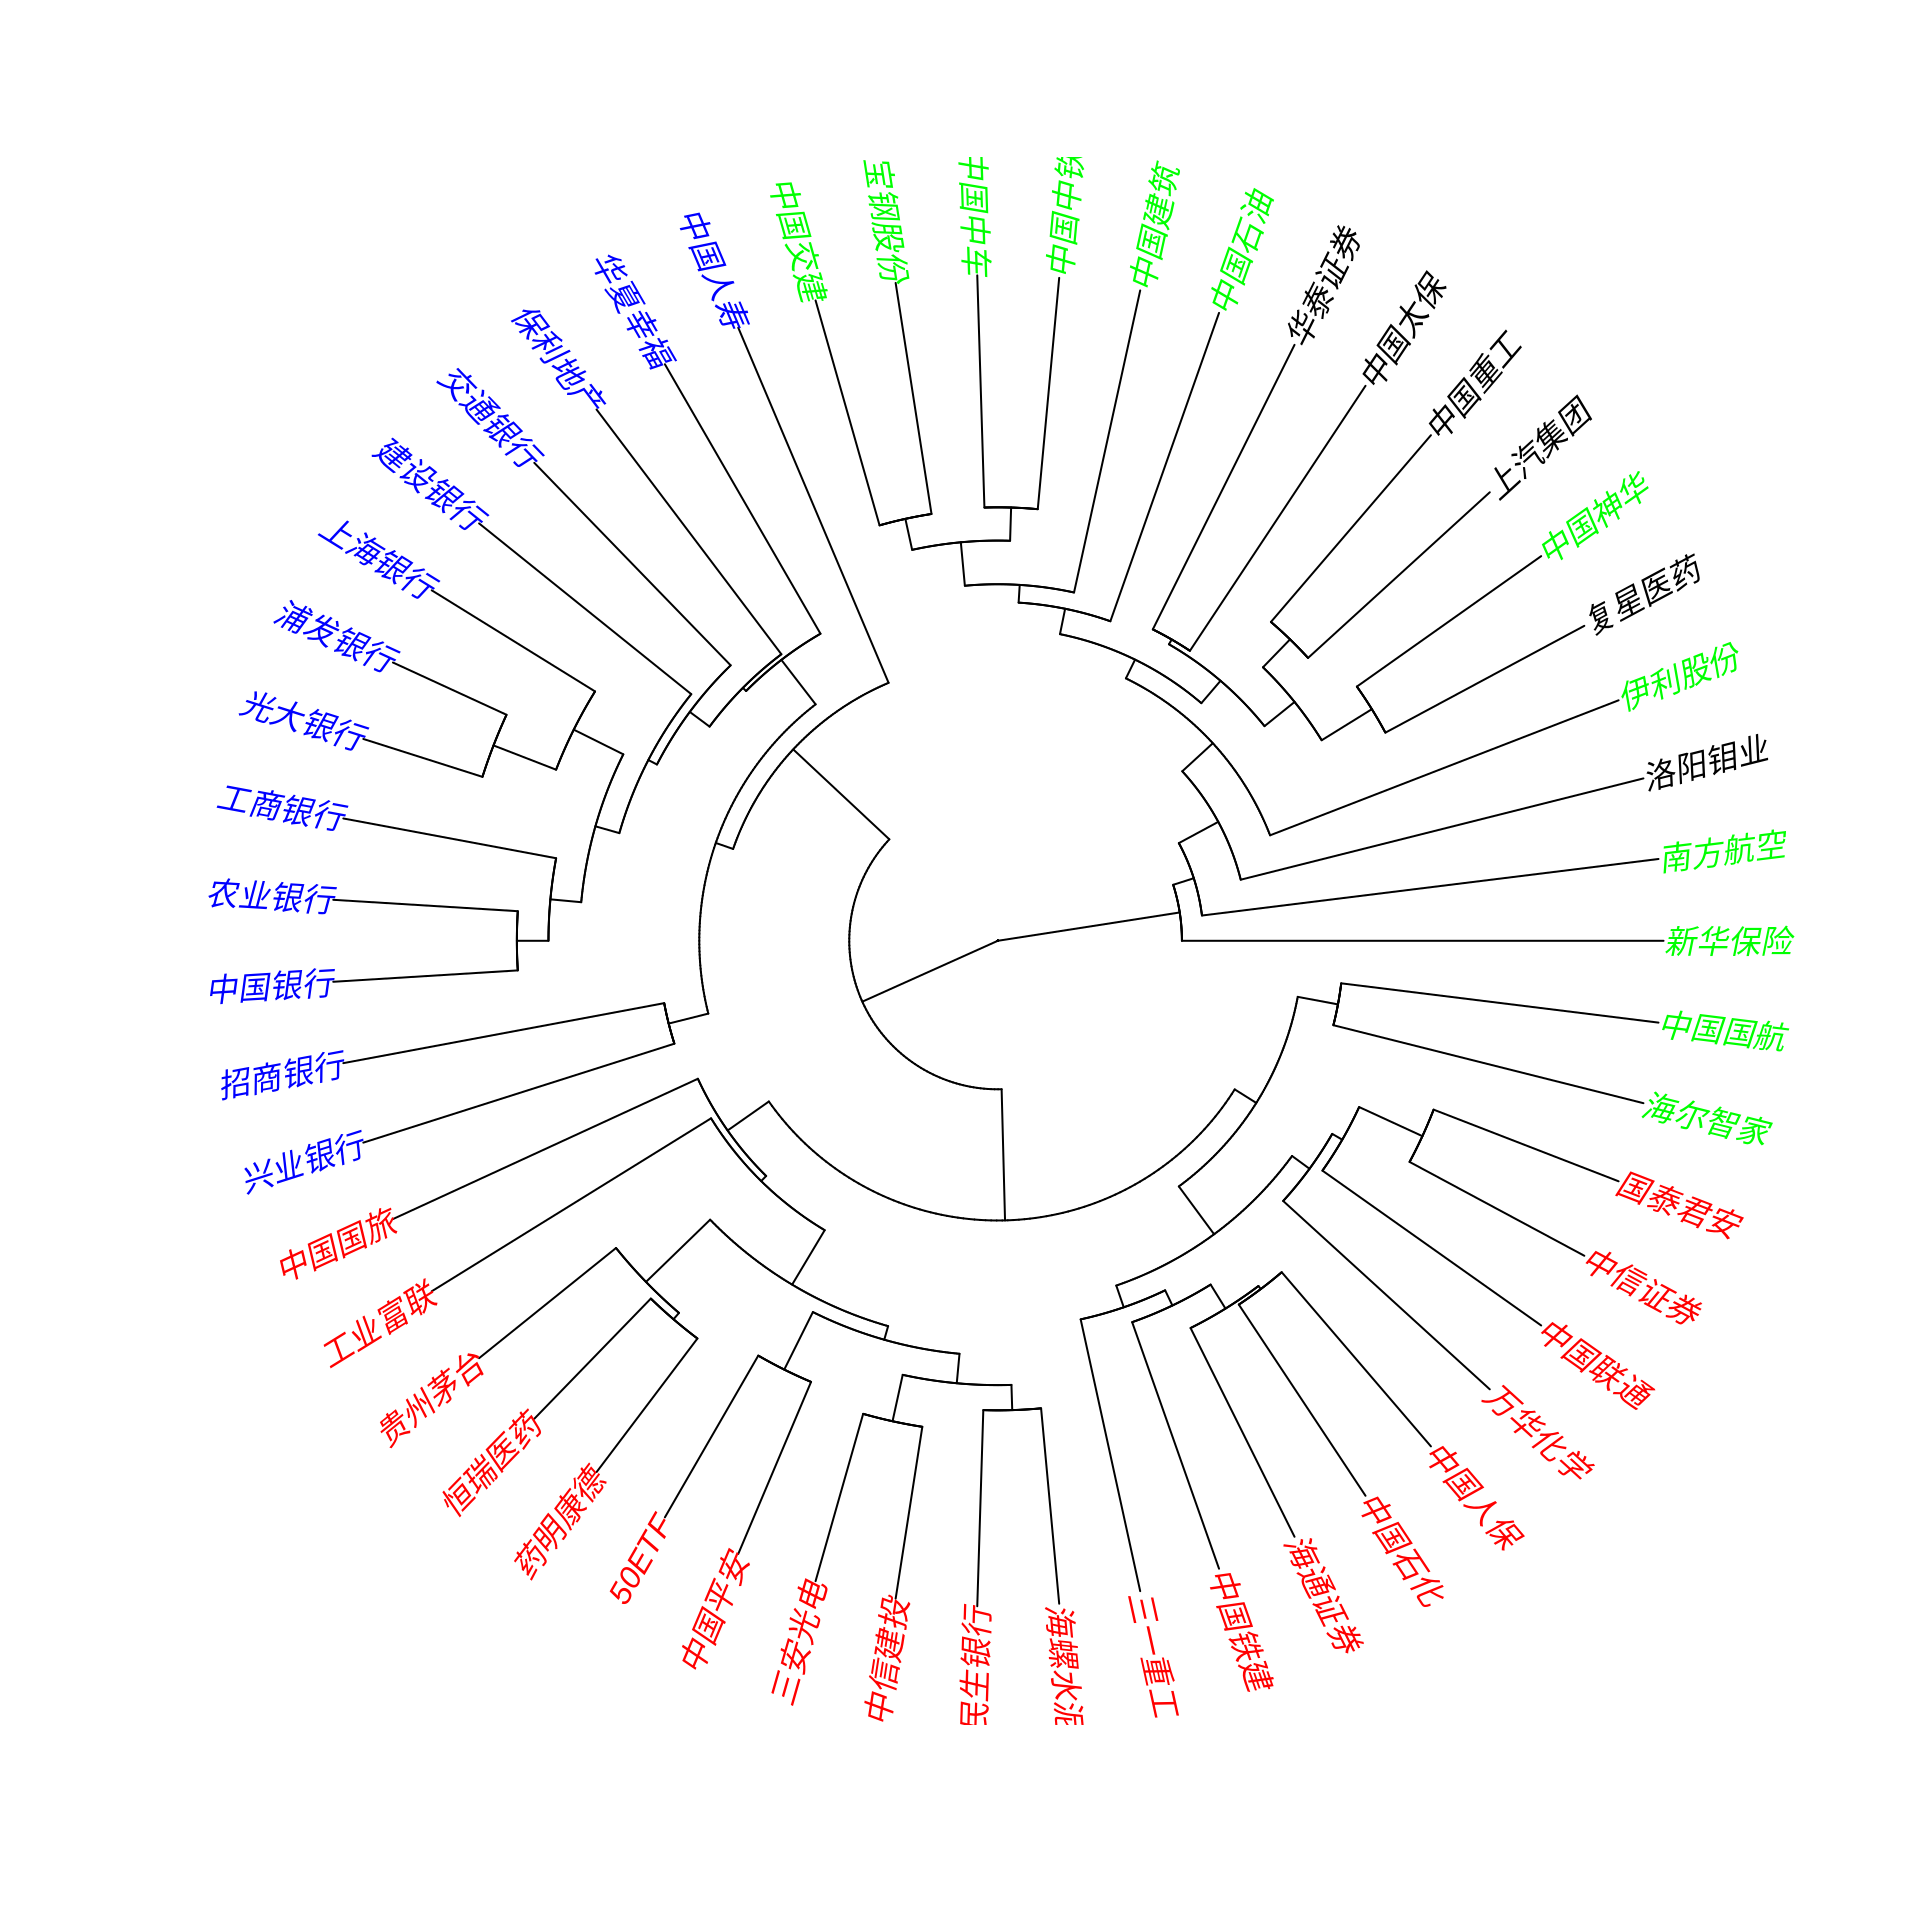 中国交建
宝钢股份
中国中车
中国中铁
中国建筑
中国石油
华泰证券
中国太保
中国重工
上汽集团
中国神华
复星医药
伊利股份
洛阳钼业
南方航空
新华保险
中国国航
海尔智家
国泰君安
中信证券
中国联通
万华化学
中国人保
中国石化
海通证券
中国铁建
三一重工
海螺水泥
民生银行
中信建投
三安光电
中国平安
50ETF
药明康德
恒瑞医药
贵州茅台
工业富联
中国国旅
兴业银行
招商银行
中国银行
农业银行
工商银行
光大银行
浦发银行
上海银行
建设银行
交通银行
保利地产
华夏幸福
中国人寿